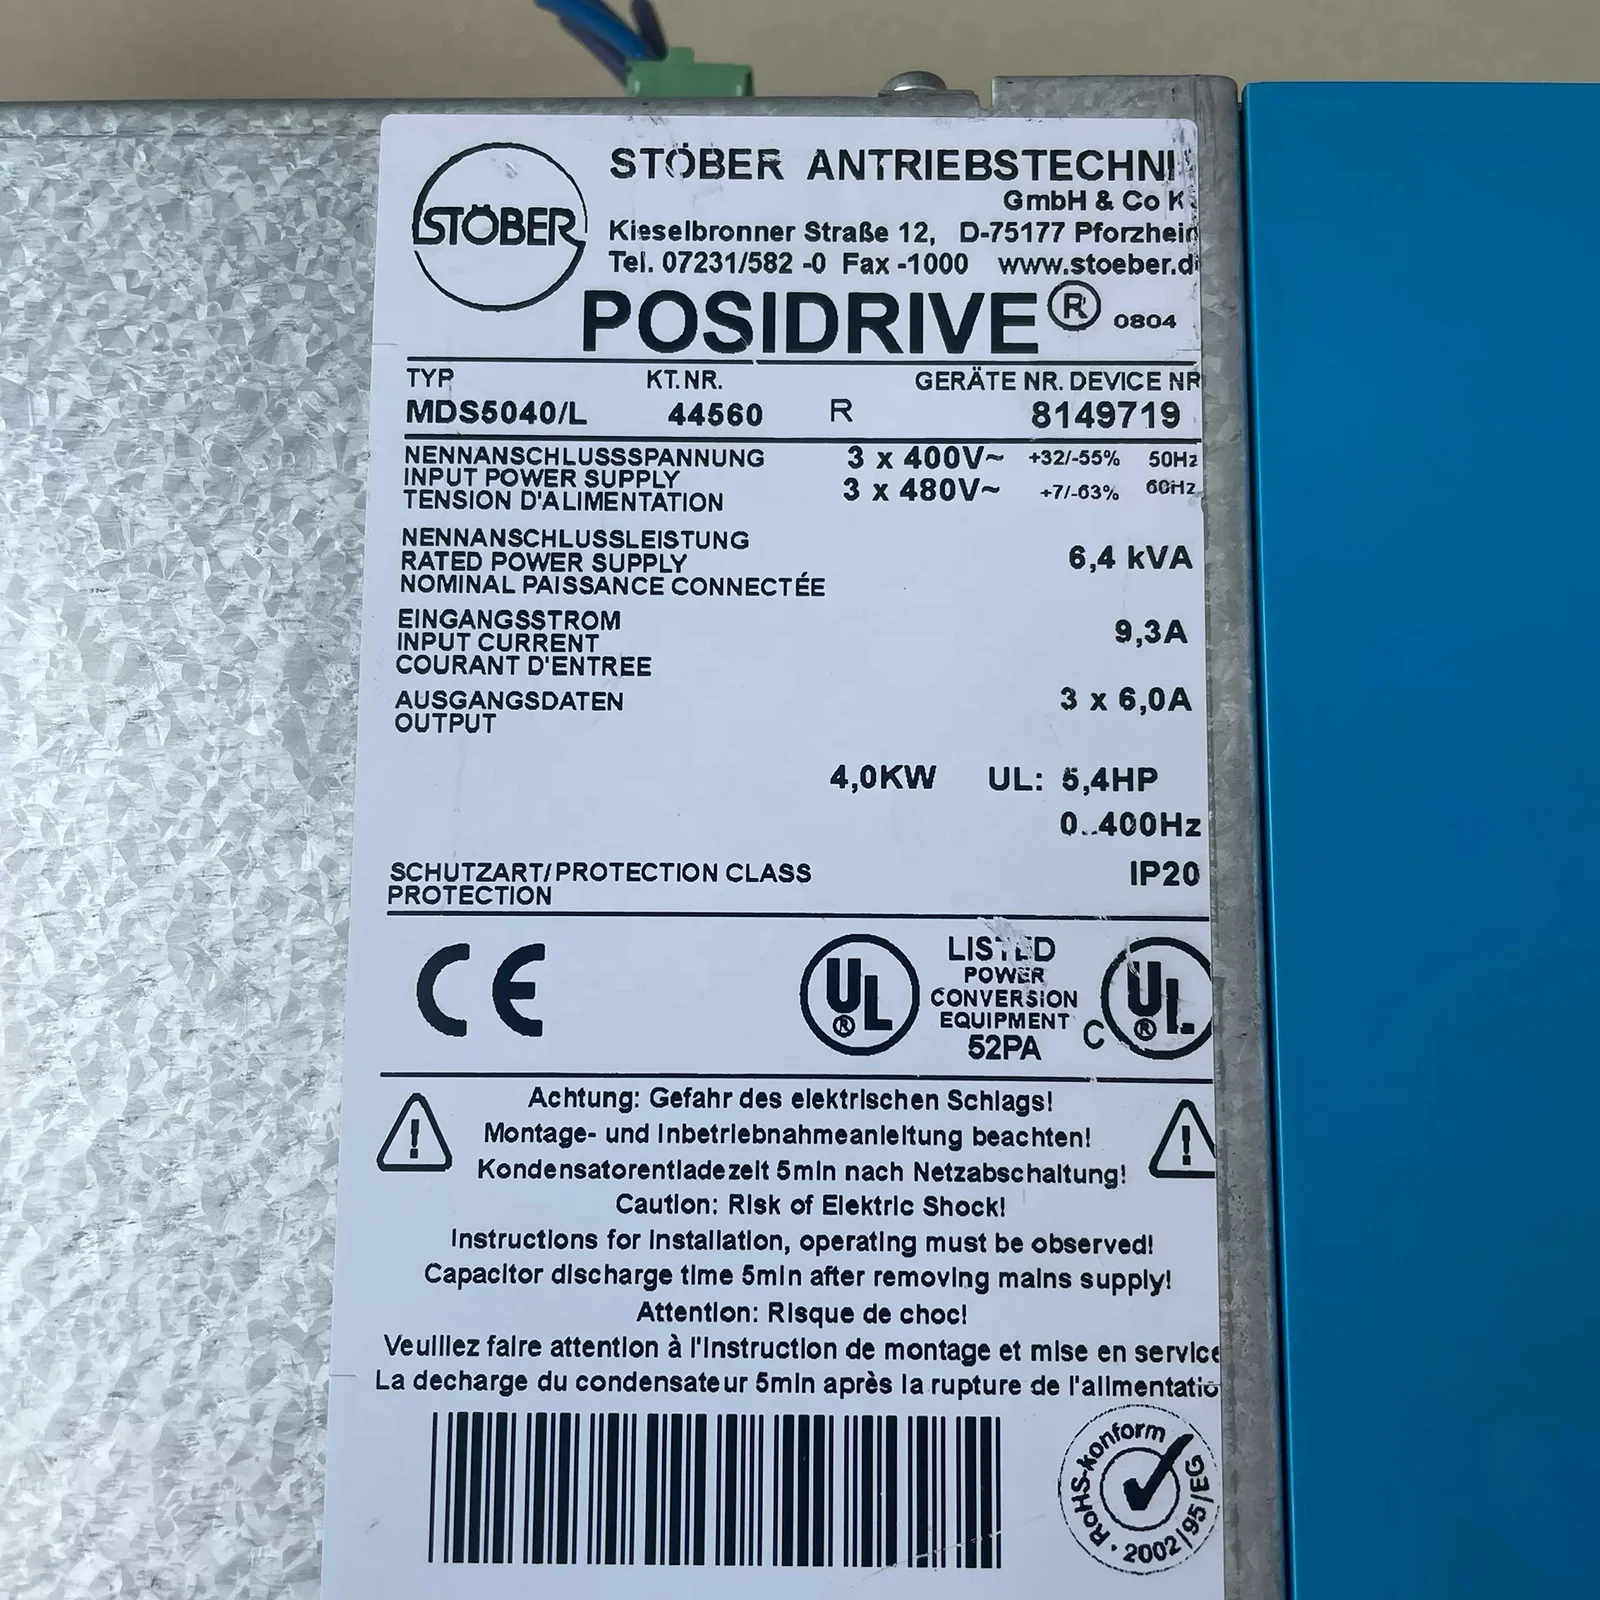 STÖBER ANTRIEBSTECHNI
GmbH & Co K
STÖBER
Kieselbronner Straße 12, D-75177 Pforzhein
Tel. 07231/582 -0 Fax -1000 www.stoeber.d
POSIDRIVE® 0804
TYP KT.NR. GERÄTE NR. DEVICE NR
MDS5040/L 44560 R 8149719
NENNANSCHLUSSSPANNUNG 3 x 400V~ +32/-55% 50Hz
INPUT POWER SUPPLY
TENSION D'ALIMENTATION 3 x 480V~ +7/-63% 60Hz
NENNANSCHLUSSLEISTUNG
RATED POWER SUPPLY 6,4 kVA
NOMINAL PAISSANCE CONNECTÉE
EINGANGSSTROM
INPUT CURRENT 9,3A
COURANT D'ENTREE
AUSGANGSDATEN 3 x 6,0A
OUTPUT
4,0KW UL: 5,4HP
0..400Hz
SCHUTZART/PROTECTION CLASS IP20
PROTECTION
CE
UL®
LISTED
POWER
CONVERSION
EQUIPMENT
52PA
C UL®
Achtung: Gefahr des elektrischen Schlags!
Montage- und Inbetriebnahmeanleitung beachten!
Kondensatorentladezeit 5min nach Netzabschaltung!
Caution: Risk of Elektric Shock!
Instructions for installation, operating must be observed!
Capacitor discharge time 5min after removing mains supply!
Attention: Risque de choc!
Veuillez faire attention à l'instruction de montage et mise en service
La decharge du condensateur 5min après la rupture de l'alimentatio
RoHS-konform
2002/95/EG